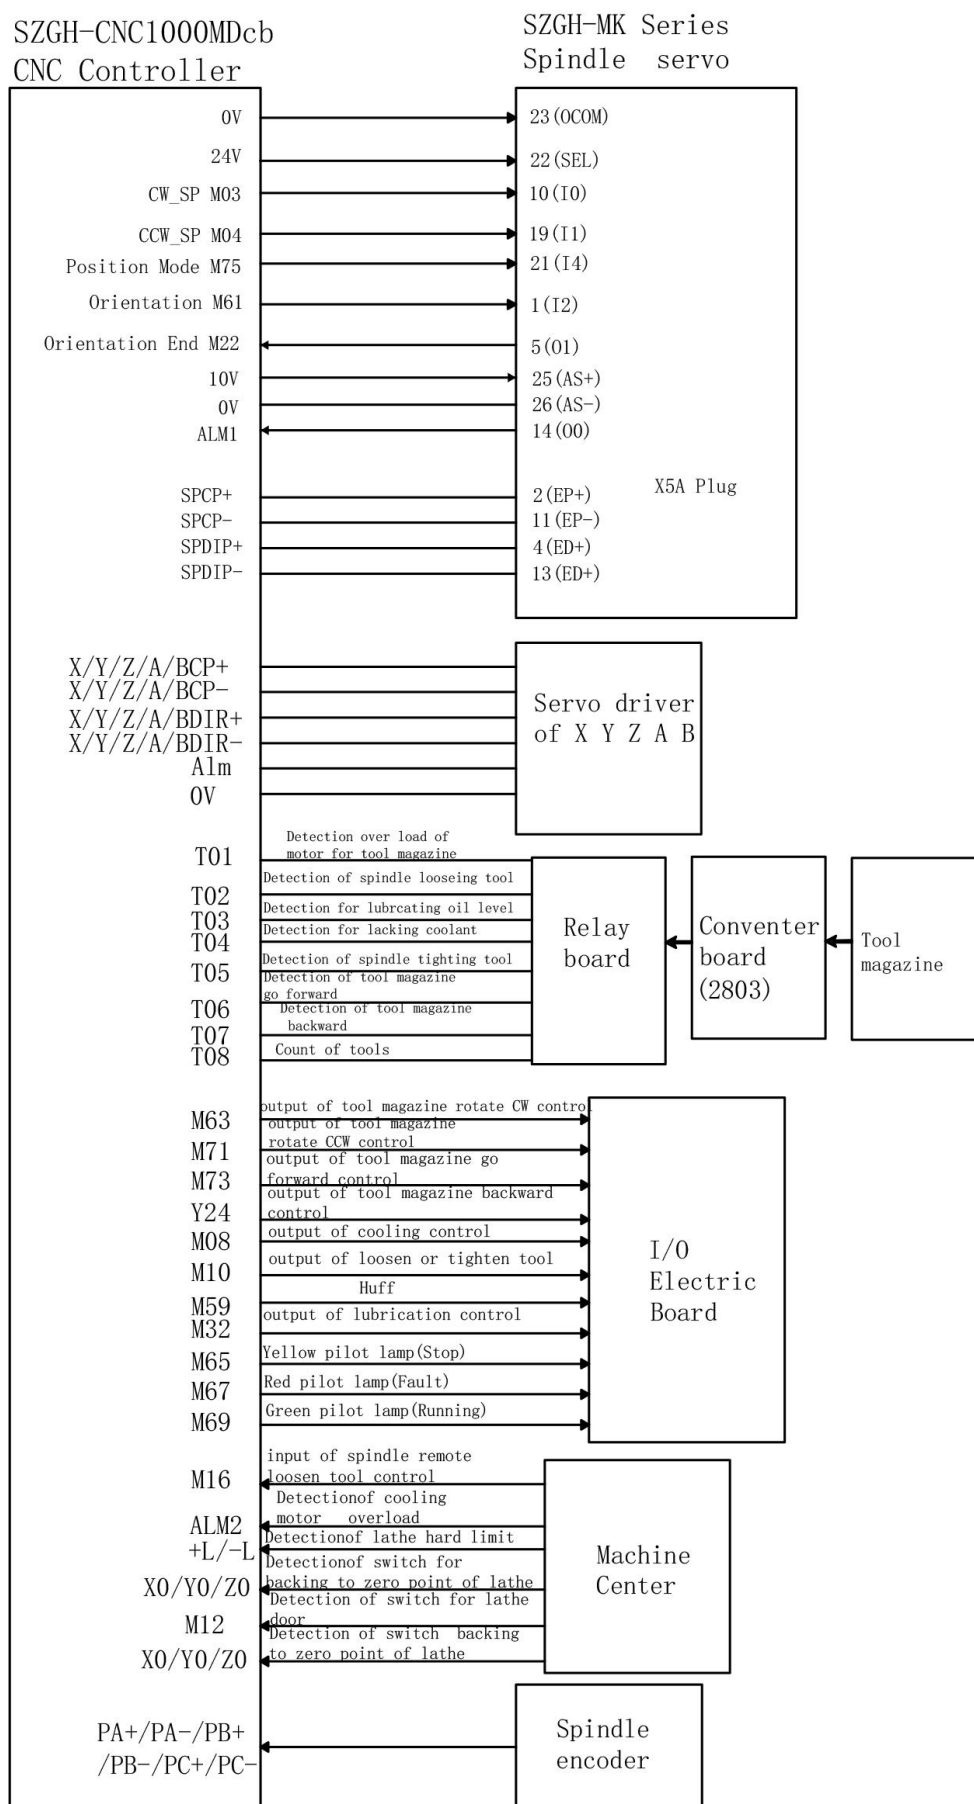 SZGH-CNC1000MDcb
CNC Controller
SZGH-MK Series
Spindle servo
0V
23(OCOM)
24V
22(SEL)
CW_SP M03
10(I0)
CCW_SP M04
19(I1)
Position Mode M75
21(I4)
Orientation M61
1(I2)
Orientation End M22
5(O1)
10V
25(AS+)
0V
26(AS-)
ALM1
14(O0)
X5A Plug
SPCP+
2(EP+)
SPCP-
11(EP-)
SPDIP+
4(ED+)
SPDIP-
13(ED+)
X/Y/Z/A/BCP+
X/Y/Z/A/BCP-
X/Y/Z/A/BDIR+
X/Y/Z/A/BDIR-
Alm
0V
Servo driver
of X Y Z A B
T01
Detection over load of
motor for tool magazine
Detection of spindle looseing tool
T02
Detection for lubrcating oil level
T03
Detection for lacking coolant
T04
Detection of spindle tighting tool
T05
Detection of tool magazine
go forward
T06
Detection of tool magazine
backward
T07
Count of tools
T08
Relay
board
Conventer
board
(2803)
Tool
magazine
output of tool magazine rotate CW control
M63
output of tool magazine
rotate CCW control
M71
output of tool magazine go
forward control
M73
output of tool magazine backward
control
Y24
output of cooling control
M08
output of loosen or tighten tool
M10
Huff
M59
output of lubrication control
M32
Yellow pilot lamp(Stop)
M65
Red pilot lamp(Fault)
M67
Green pilot lamp(Running)
M69
I/O
Electric
Board
input of spindle remote
loosen tool control
M16
Detectionof cooling
motor overload
ALM2
Detectionof lathe hard limit
+L/-L
Detectionof switch for
backing to zero point of lathe
X0/Y0/Z0
Detection of switch for lathe
door
M12
Detection of switch backing
to zero point of lathe
X0/Y0/Z0
Machine
Center
PA+/PA-/PB+
/PB-/PC+/PC-
Spindle
encoder